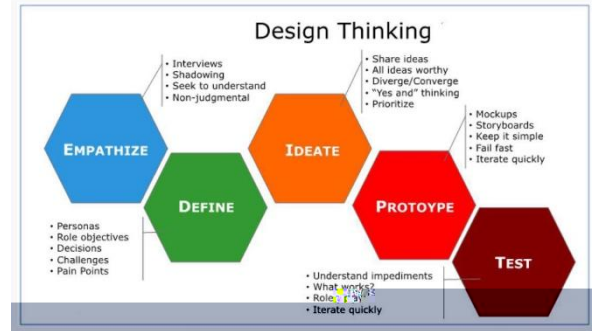 Design Thinking
• Interviews
• Shadowing
• Seek to understand
• Non-judgmental
• Share ideas
• All ideas worthy
• Diverge/Converge
• “Yes and” thinking
• Prioritize
• Mockups
• Storyboards
• Keep it simple
• Fail fast
• Iterate quickly
EMPATHIZE
IDEATE
DEFINE
PROTOYPE
TEST
• Personas
• Role objectives
• Decisions
• Challenges
• Pain Points
• Understand impediments
• What works?
• Role
• Iterate quickly